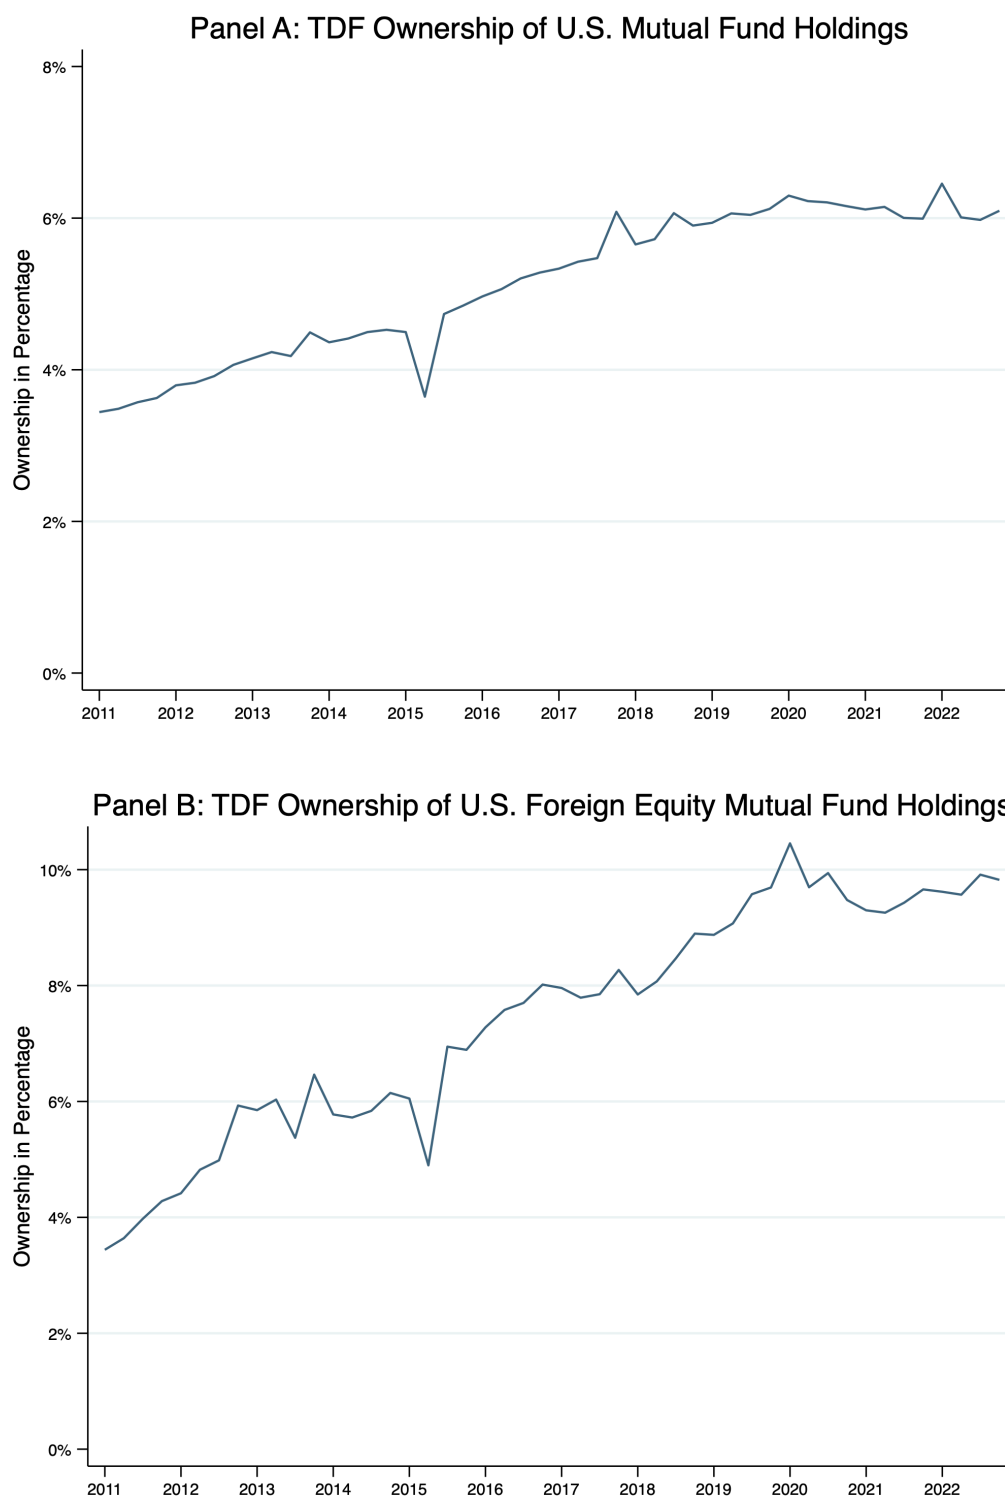 Panel A: TDF Ownership of U.S. Mutual Fund Holdings
8%
6%
4%
2%
0%
Ownership in Percentage
2011 2012 2013 2014 2015 2016 2017 2018 2019 2020 2021 2022
Panel B: TDF Ownership of U.S. Foreign Equity Mutual Fund Holdings
10%
8%
6%
4%
2%
0%
Ownership in Percentage
2011 2012 2013 2014 2015 2016 2017 2018 2019 2020 2021 2022